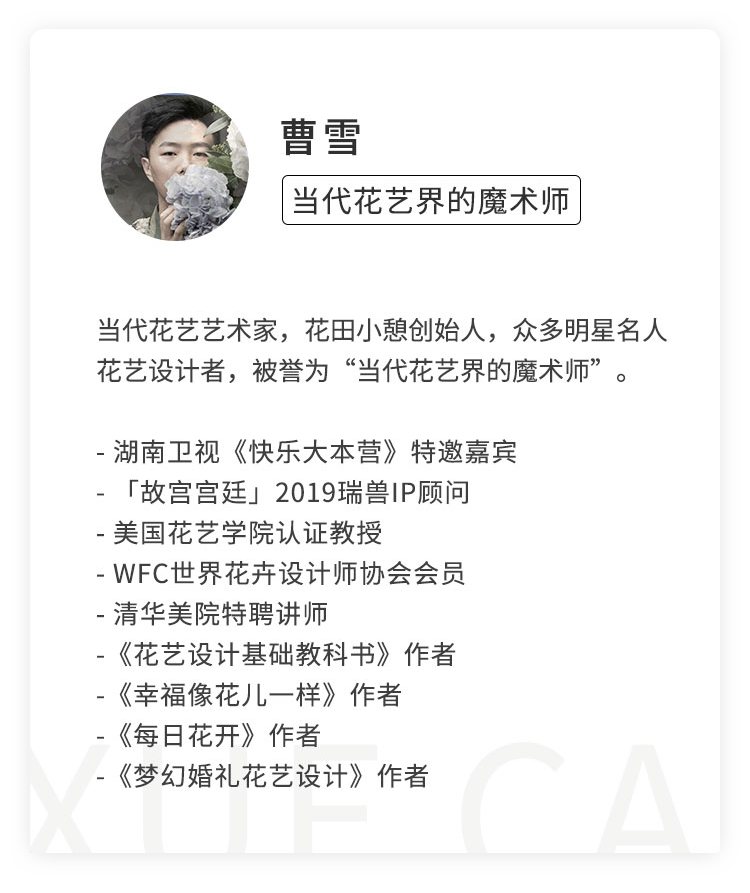 曹雪
当代花艺界的魔术师
当代花艺艺术家，花田小憩创始人，众多明星名人
花艺设计者，被誉为“当代花艺界的魔术师”。
- 湖南卫视《快乐大本营》特邀嘉宾
- 「故宫宫廷」2019瑞兽IP顾问
- 美国花艺学院认证教授
- WFC世界花卉设计师协会会员
- 清华美院特聘讲师
-《花艺设计基础教科书》作者
-《幸福像花儿一样》作者
-《每日花开》作者
-《梦幻婚礼花艺设计》作者
XUE CA